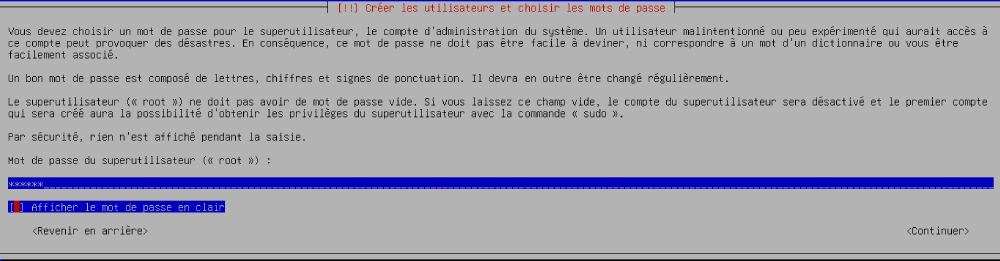 [!!] Créer les utilisateurs et choisir les mots de passe
Vous devez choisir un mot de passe pour le superutilisateur, le compte d'administration du système. Un utilisateur malintentionné ou peu expérimenté qui aurait accès à
ce compte peut provoquer des désastres. En conséquence, ce mot de passe ne doit pas être facile à deviner, ni correspondre à un mot d'un dictionnaire ou vous être
facilement associé.
Un bon mot de passe est composé de lettres, chiffres et signes de ponctuation. Il devra en outre être changé régulièrement.
Le superutilisateur (« root ») ne doit pas avoir de mot de passe vide. Si vous laissez ce champ vide, le compte du superutilisateur sera désactivé et le premier compte
qui sera créé aura la possibilité d'obtenir les privilèges du superutilisateur avec la commande « sudo ».
Par sécurité, rien n'est affiché pendant la saisie.
Mot de passe du superutilisateur (« root ») :
******
[ ] Afficher le mot de passe en clair
<Revenir en arrière> <Continuer>